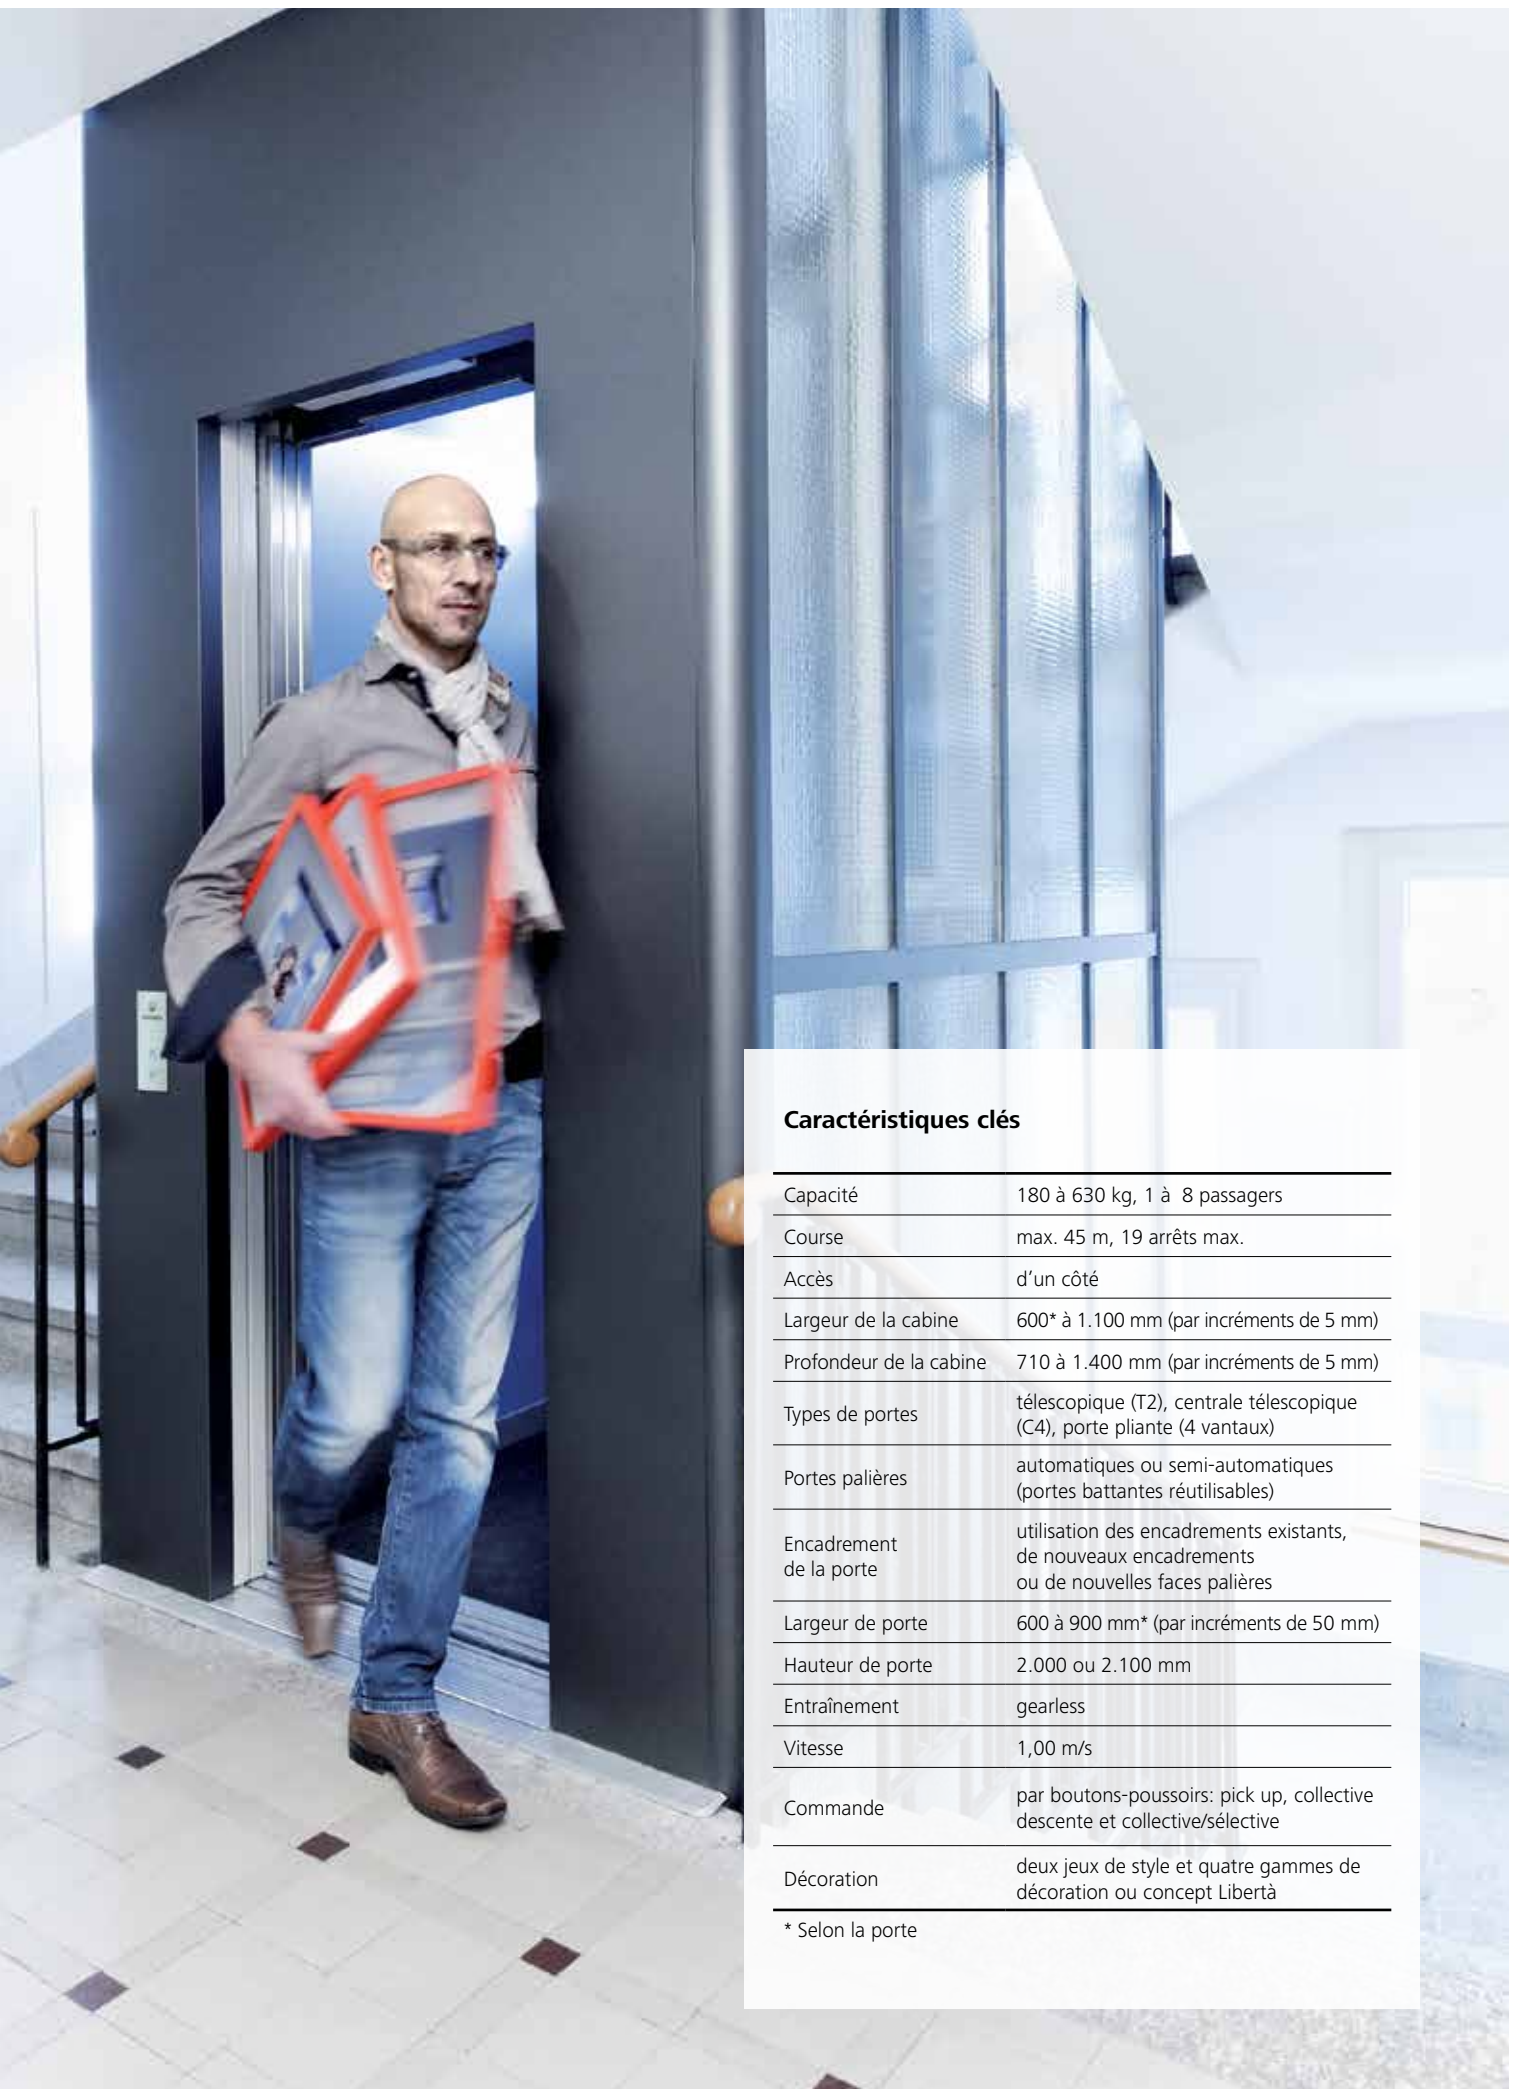 Caractéristiques clés
Capacité 180 à 630 kg, 1 à 8 passagers
Course max. 45 m, 19 arrêts max.
Accès d’un côté
Largeur de la cabine 600* à 1.100 mm (par incréments de 5 mm)
Profondeur de la cabine 710 à 1.400 mm (par incréments de 5 mm)
Types de portes télescopique (T2), centrale télescopique
(C4), porte pliante (4 vantaux)
Portes palières automatiques ou semi-automatiques
(portes battantes réutilisables)
Encadrement
de la porte
utilisation des encadrements existants,
de nouveaux encadrements
ou de nouvelles faces palières
Largeur de porte 600 à 900 mm* (par incréments de 50 mm)
Hauteur de porte 2.000 ou 2.100 mm
Entraînement gearless
Vitesse 1,00 m/s
Commande par boutons-poussoirs: pick up, collective
descente et collective/sélective
Décoration deux jeux de style et quatre gammes de
décoration ou concept Libertà
* Selon la porte